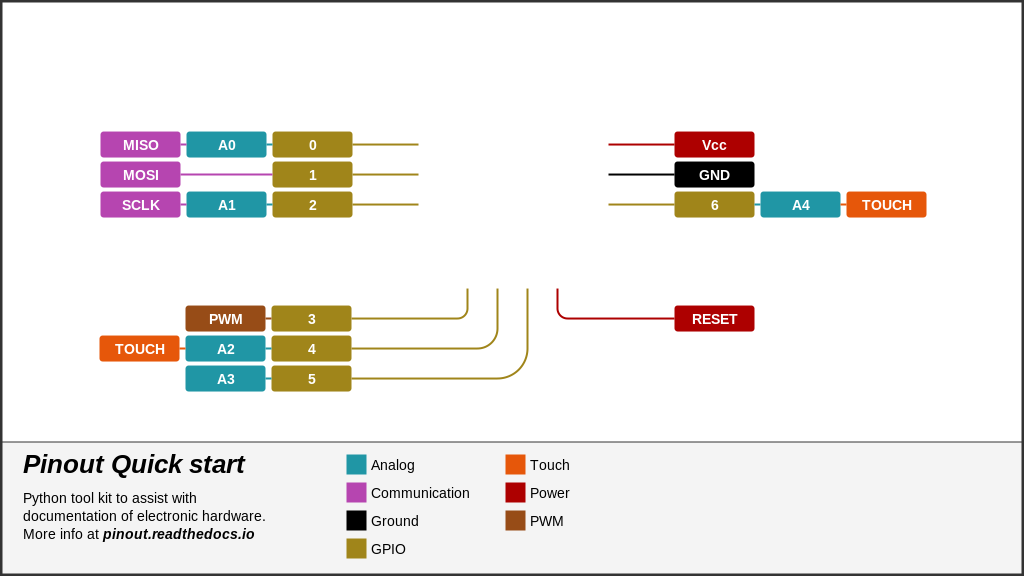 MISO A0 0
MOSI 1
SCLK A1 2
Vcc
GND
6 A4 TOUCH
PWM 3
TOUCH A2 4
A3 5
RESET
Pinout Quick start
Python tool kit to assist with
documentation of electronic hardware.
More info at pinout.readthedocs.io
Analog
Communication
Ground
GPIO
Touch
Power
PWM